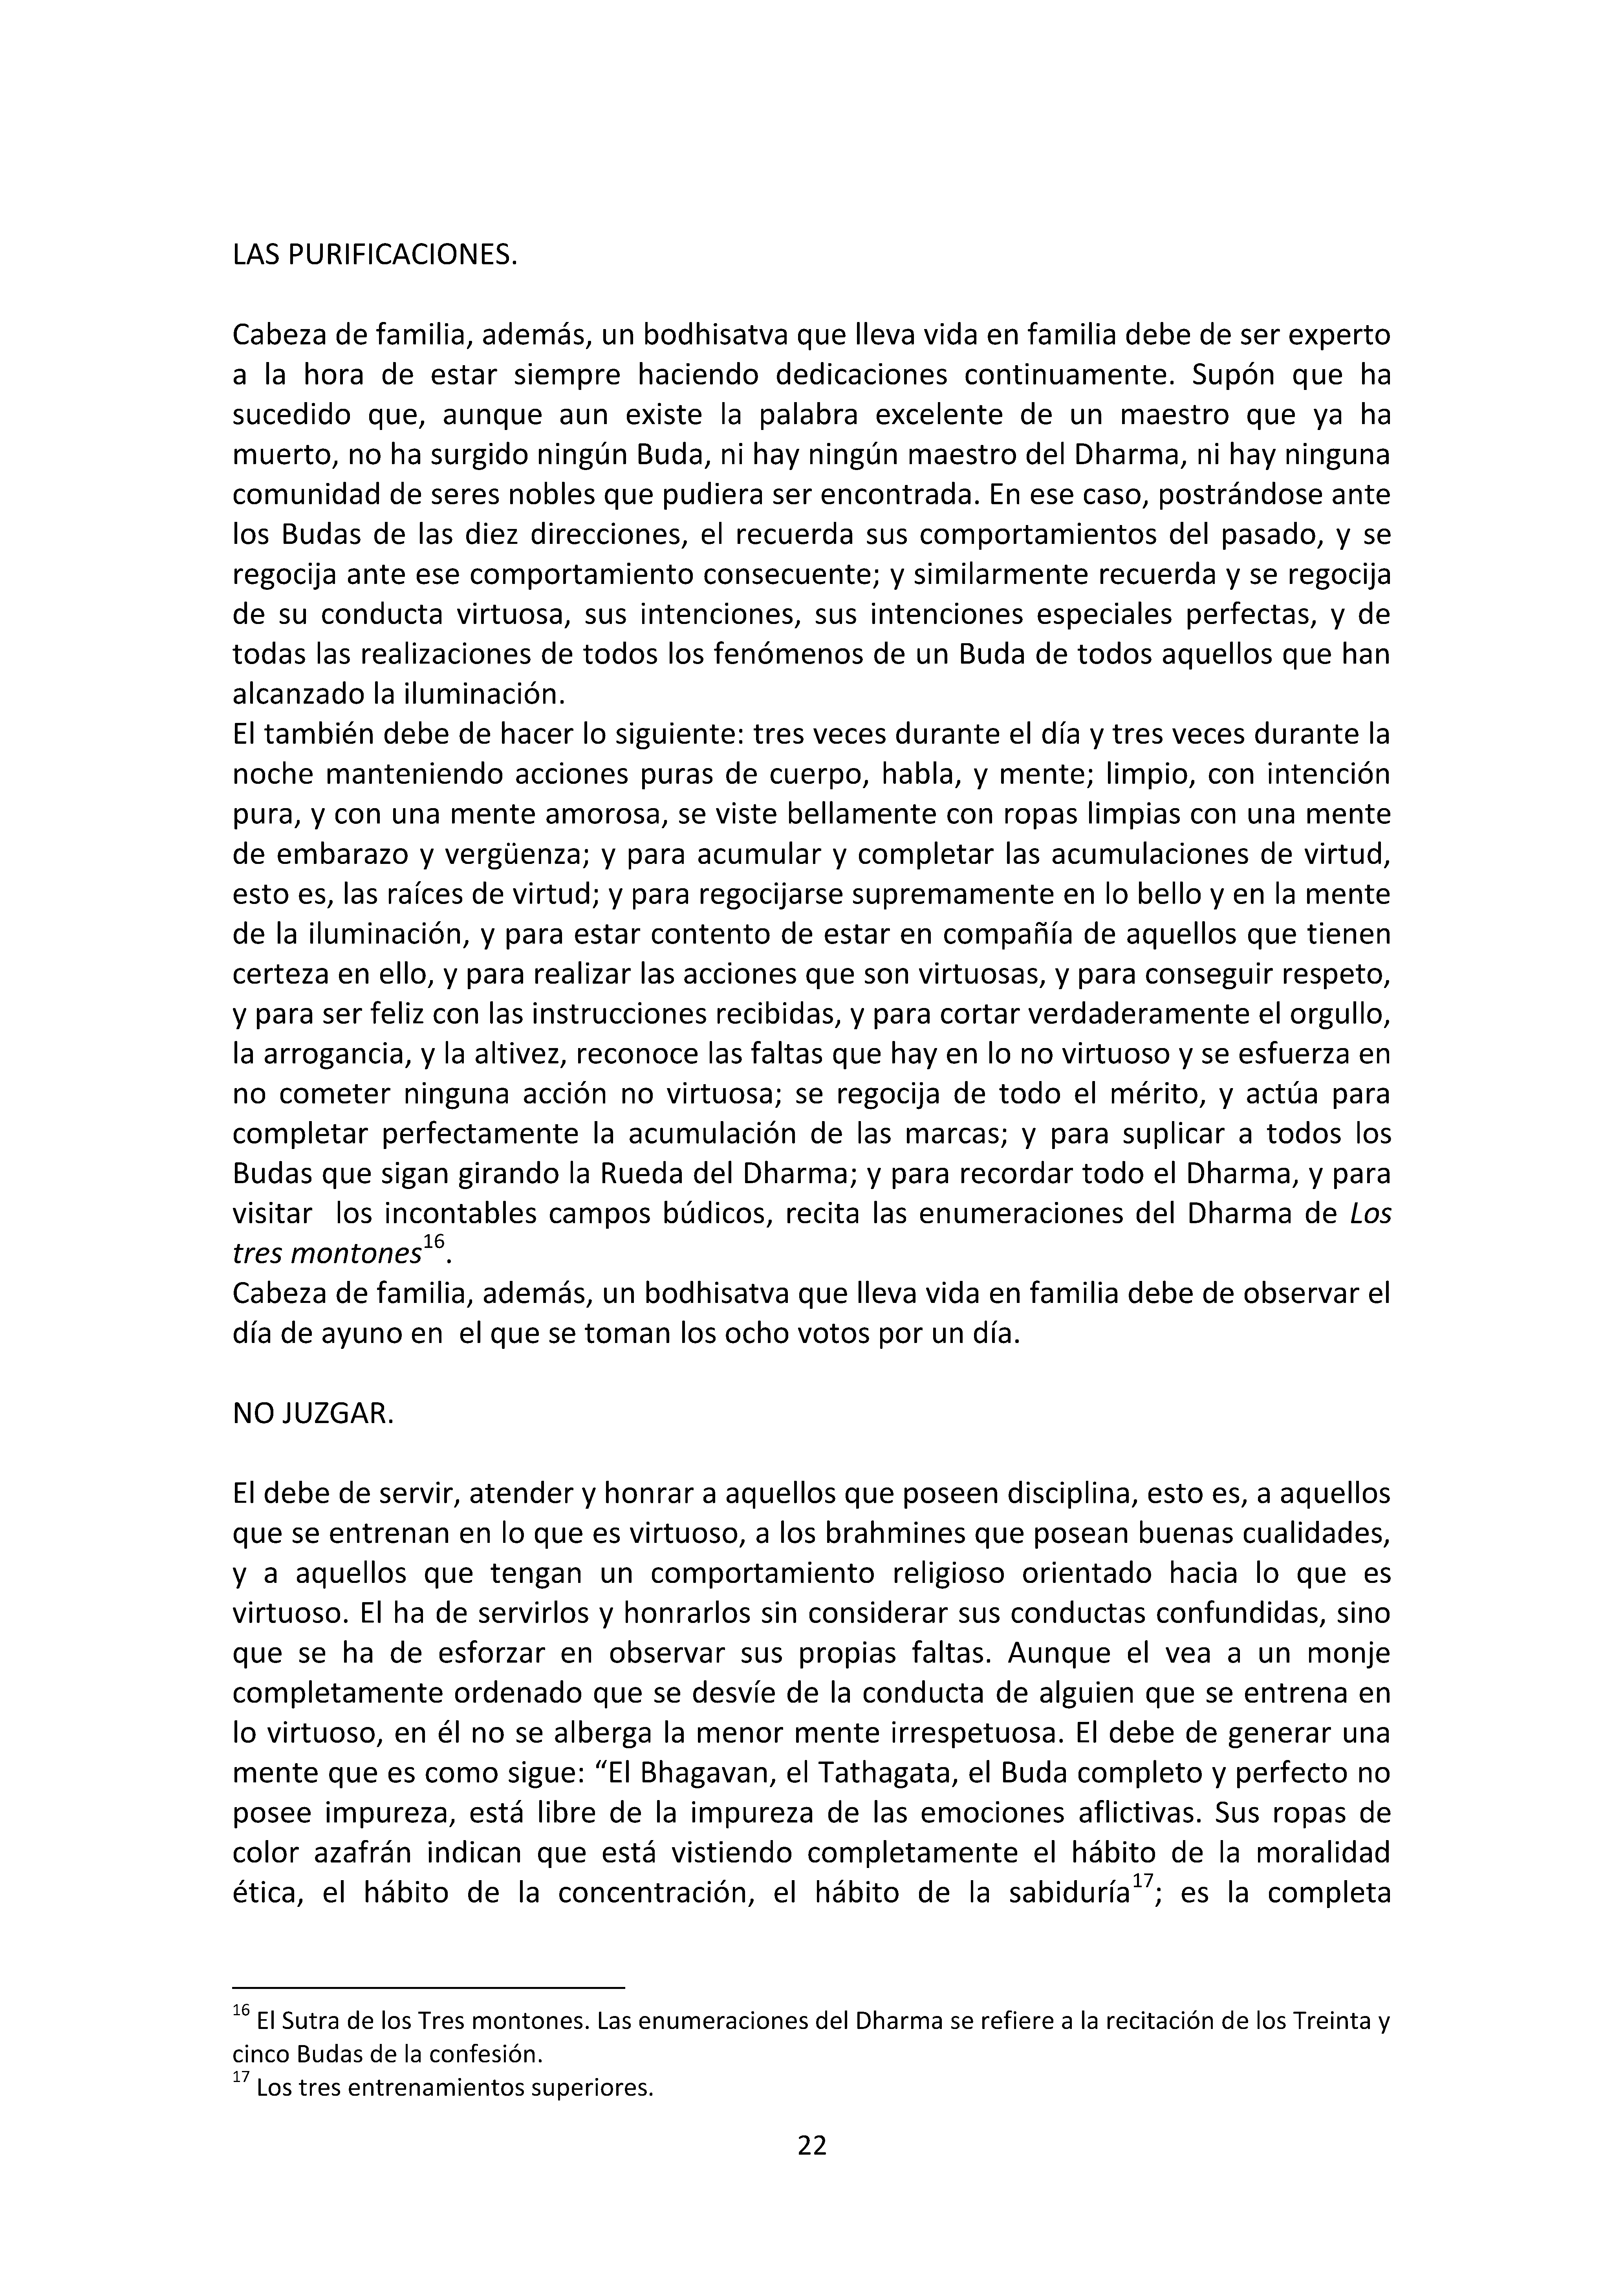 LAS PURIFICACIONES.
Cabeza de familia, además, un bodhisatva que lleva vida en familia debe de ser experto
a la hora de estar siempre haciendo dedicaciones continuamente. Supón que ha
sucedido que, aunque aun existe la palabra excelente de un maestro que ya ha
muerto, no ha surgido ningún Buda, ni hay ningún maestro del Dharma, ni hay ninguna
comunidad de seres nobles que pudiera ser encontrada. En ese caso, postrándose ante
los Budas de las diez direcciones, el recuerda sus comportamientos del pasado, y se
regocija ante ese comportamiento consecuente; y similarmente recuerda y se regocija
de su conducta virtuosa, sus intenciones, sus intenciones especiales perfectas, y de
todas las realizaciones de todos los fenómenos de un Buda de todos aquellos que han
alcanzado la iluminación.
El también debe de hacer lo siguiente: tres veces durante el día y tres veces durante la
noche manteniendo acciones puras de cuerpo, habla, y mente; limpio, con intención
pura, y con una mente amorosa, se viste bellamente con ropas limpias con una mente
de embarazo y vergüenza; y para acumular y completar las acumulaciones de virtud,
esto es, las raíces de virtud; y para regocijarse supremamente en lo bello y en la mente
de la iluminación, y para estar contento de estar en compañía de aquellos que tienen
certeza en ello, y para realizar las acciones que son virtuosas, y para conseguir respeto,
y para ser feliz con las instrucciones recibidas, y para cortar verdaderamente el orgullo,
la arrogancia, y la altivez, reconoce las faltas que hay en lo no virtuoso y se esfuerza en
no cometer ninguna acción no virtuosa; se regocija de todo el mérito, y actúa para
completar perfectamente la acumulación de las marcas; y para suplicar a todos los
Budas que sigan girando la Rueda del Dharma; y para recordar todo el Dharma, y para
visitar los incontables campos búdicos, recita las enumeraciones del Dharma de Los
tres montones16.
Cabeza de familia, además, un bodhisatva que lleva vida en familia debe de observar el
día de ayuno en el que se toman los ocho votos por un día.
NO JUZGAR.
El debe de servir, atender y honrar a aquellos que poseen disciplina, esto es, a aquellos
que se entrenan en lo que es virtuoso, a los brahmines que posean buenas cualidades,
y a aquellos que tengan un comportamiento religioso orientado hacia lo que es
virtuoso. El ha de servirlos y honrarlos sin considerar sus conductas confundidas, sino
que se ha de esforzar en observar sus propias faltas. Aunque el vea a un monje
completamente ordenado que se desvíe de la conducta de alguien que se entrena en
lo virtuoso, en él no se alberga la menor mente irrespetuosa. El debe de generar una
mente que es como sigue: “El Bhagavan, el Tathagata, el Buda completo y perfecto no
posee impureza, está libre de la impureza de las emociones aflictivas. Sus ropas de
color azafrán indican que está vistiendo completamente el hábito de la moralidad
ética, el hábito de la concentración, el hábito de la sabiduría17; es la completa
16 El Sutra de los Tres montones. Las enumeraciones del Dharma se refiere a la recitación de los Treinta y
cinco Budas de la confesión.
17 Los tres entrenamientos superiores.
22